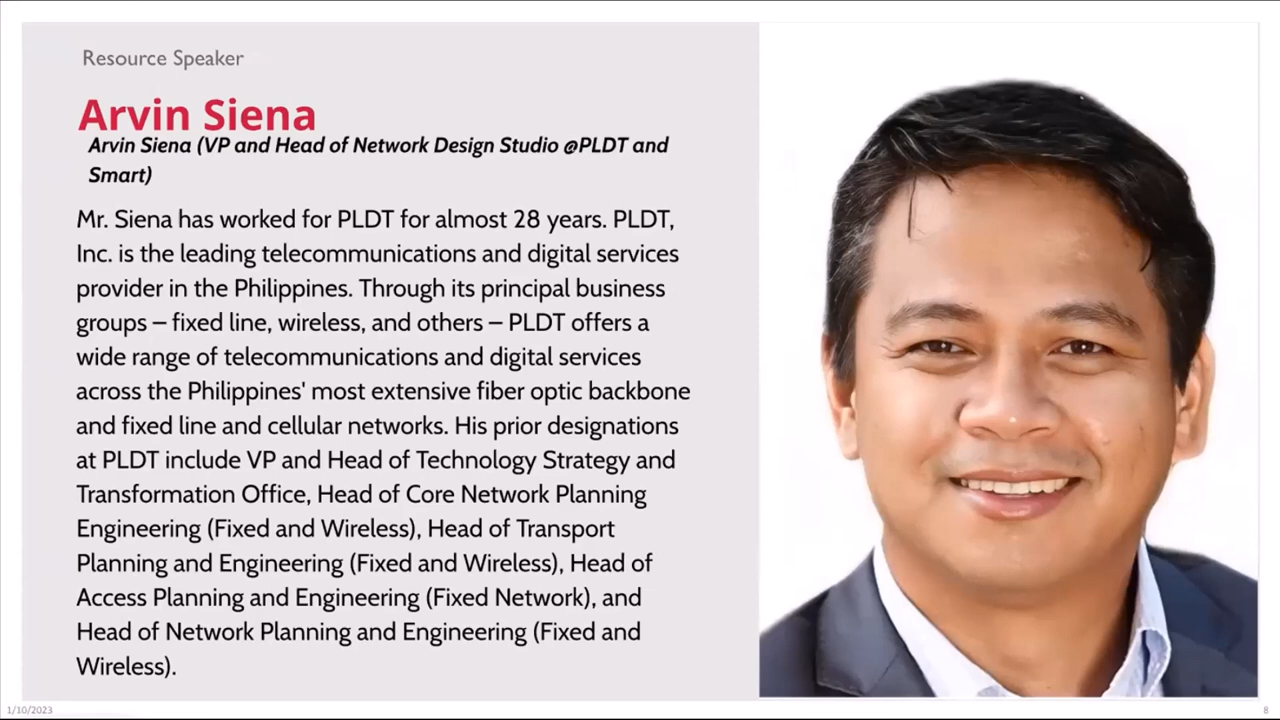 Resource Speaker
Arvin Siena
Arvin Siena (VP and Head of Network Design Studio @PLDT and
Smart)
Mr. Siena has worked for PLDT for almost 28 years. PLDT,
Inc. is the leading telecommunications and digital services
provider in the Philippines. Through its principal business
groups – fixed line, wireless, and others – PLDT offers a
wide range of telecommunications and digital services
across the Philippines' most extensive fiber optic backbone
and fixed line and cellular networks. His prior designations
at PLDT include VP and Head of Technology Strategy and
Transformation Office, Head of Core Network Planning
Engineering (Fixed and Wireless), Head of Transport
Planning and Engineering (Fixed and Wireless), Head of
Access Planning and Engineering (Fixed Network), and
Head of Network Planning and Engineering (Fixed and
Wireless).
1/10/2023
8